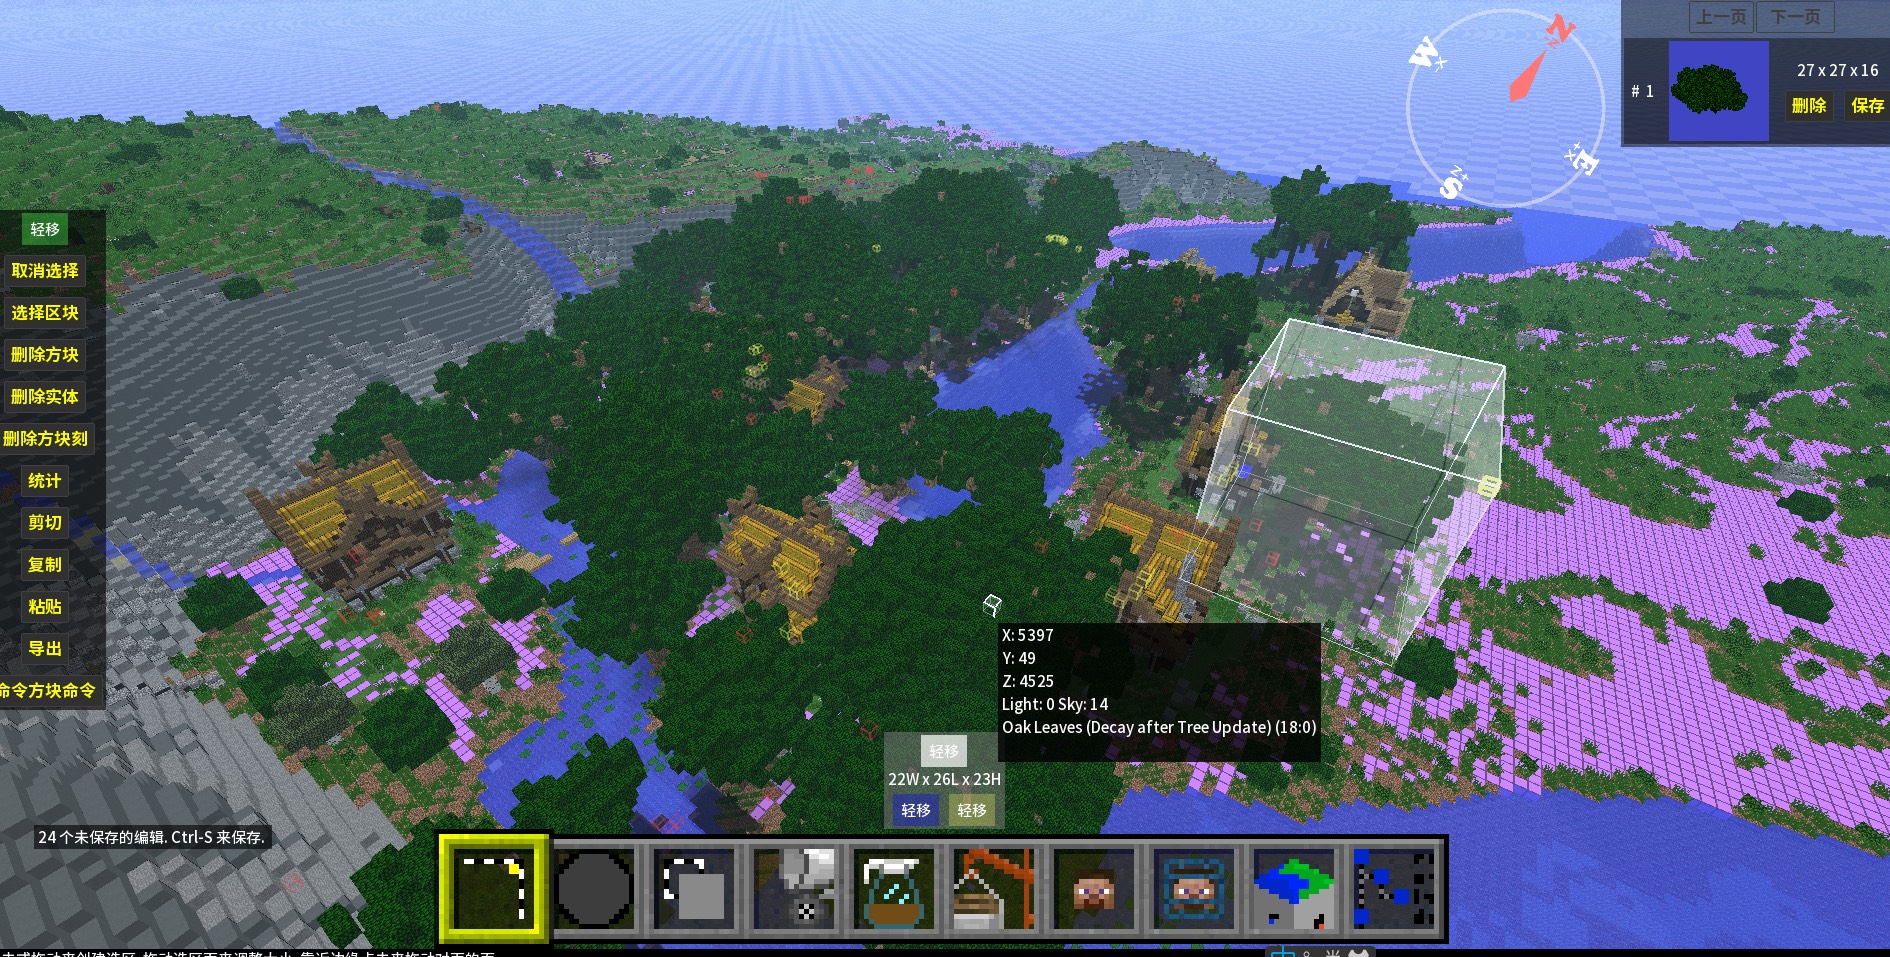 上一页 下一页
# 1
27 x 27 x 16
删除 保存
N
W
X-
E
X+
S
Z+
轻移
取消选择
选择区块
删除方块
删除实体
删除方块刻
统计
剪切
复制
粘贴
导出
命令方块命令
X: 5397
Y: 49
Z: 4525
Light: 0 Sky: 14
Oak Leaves (Decay after Tree Update) (18:0)
轻移
22W x 26L x 23H
轻移 轻移
24 个未保存的编辑. Ctrl-S 来保存.